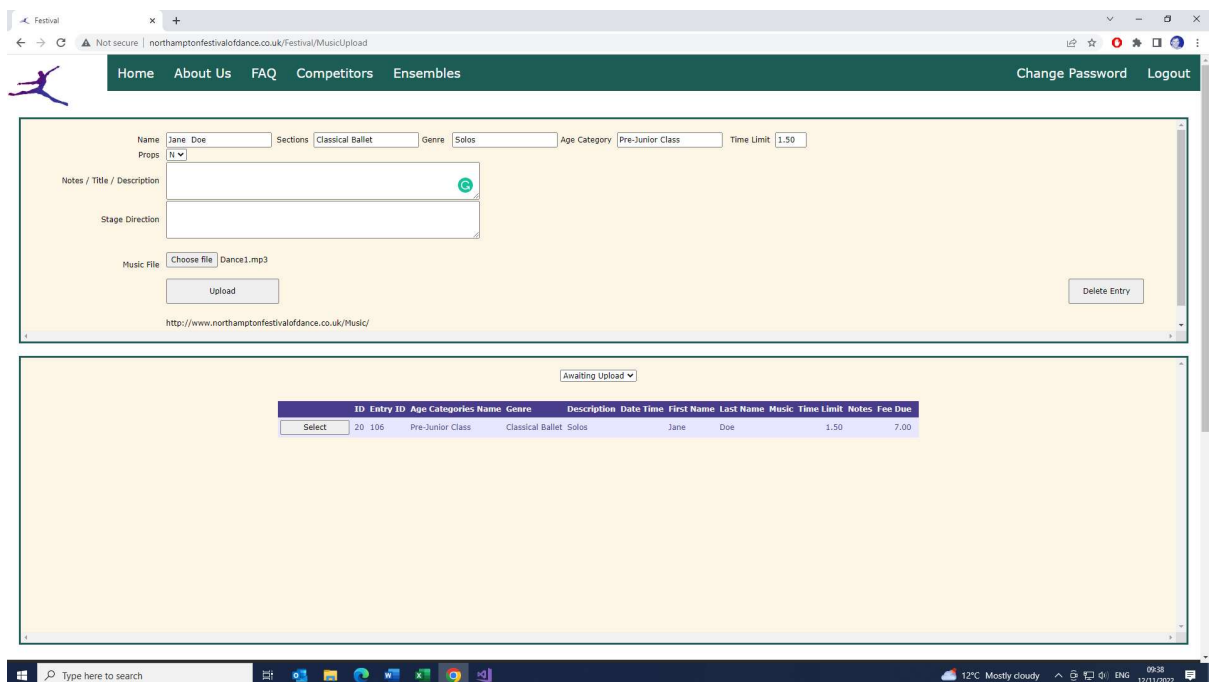 Festival
Not secure | northamptonfestivalofdance.co.uk/Festival/MusicUpload
Home About Us FAQ Competitors Ensembles Change Password Logout
Name Jane Doe Sections Classical Ballet Genre Solos Age Category Pre-Junior Class Time Limit 1.50
Props N
Notes / Title / Description
Stage Direction
Music File Choose file Dance1.mp3
Upload Delete Entry
http://www.northamptonfestivalofdance.co.uk/Music/
Awaiting Upload
ID Entry ID Age Categories Name Genre Description Date Time First Name Last Name Music Time Limit Notes Fee Due
Select 20 106 Pre-Junior Class Classical Ballet Solos Jane Doe 1.50 7.00
Type here to search 12°C Mostly cloudy ENG 09:38
12/11/2022